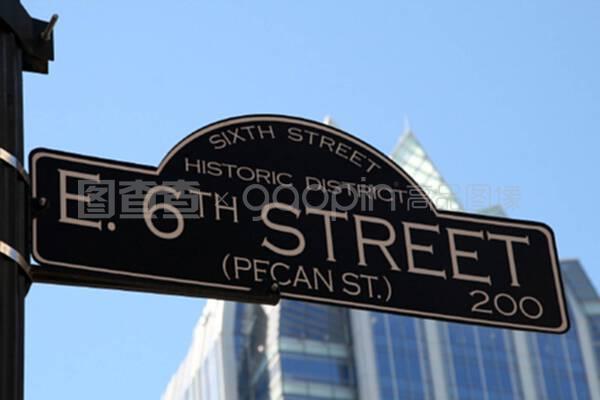 SIXTH STREET
HISTORIC DISTRICT
E. 6TH STREET
(PECAN ST.)
200